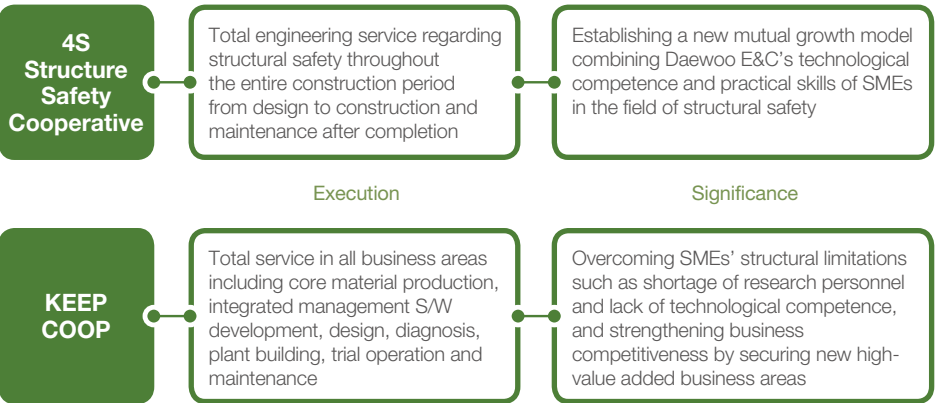 4S
Structure
Safety
Cooperative
Total engineering service regarding
structural safety throughout
the entire construction period
from design to construction and
maintenance after completion
Establishing a new mutual growth model
combining Daewoo E&C's technological
competence and practical skills of SMEs
in the field of structural safety
Execution
Significance
KEEP
COOP
Total service in all business areas
including core material production,
integrated management S/W
development, design, diagnosis,
plant building, trial operation and
maintenance
Overcoming SMEs' structural limitations
such as shortage of research personnel
and lack of technological competence,
and strengthening business
competitiveness by securing new high-
value added business areas